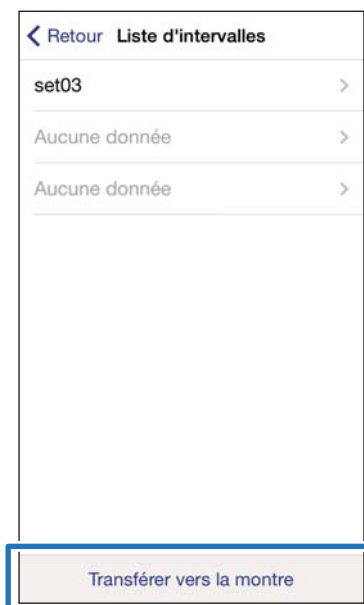 Retour Liste d'intervalles
set03
Aucune donnée
Aucune donnée
Transférer vers la montre